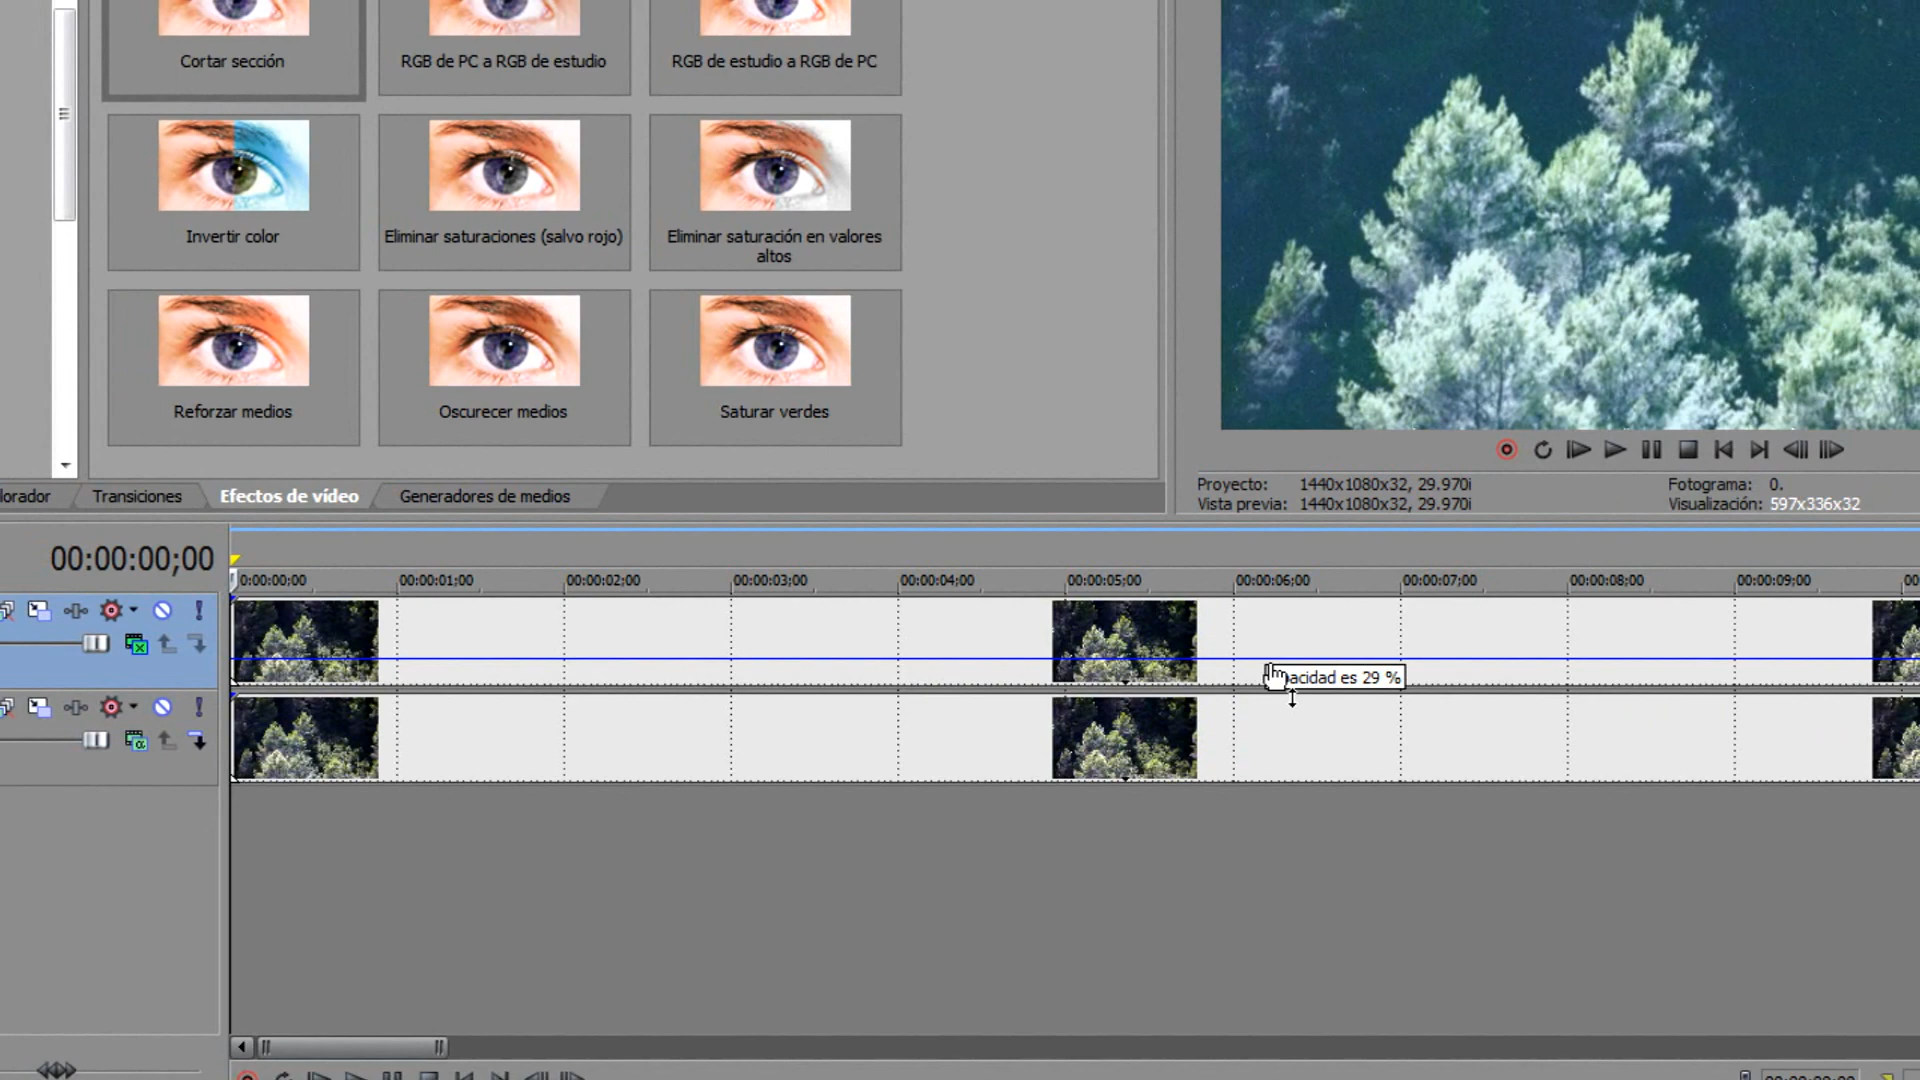 Cortar sección
RGB de PC a RGB de estudio
RGB de estudio a RGB de PC
Invertir color
Eliminar saturaciones (salvo rojo)
Eliminar saturación en valores
altos
Reforzar medios
Oscurecer medios
Saturar verdes
lorador
Transiciones
Efectos de vídeo
Generadores de medios
Proyecto: 1440x1080x32, 29.970i
Fotograma: 0.
Vista previa: 1440x1080x32, 29.970i
Visualización: 597x336x32
00:00:00;00
0:00:00;00
00:00:01;00
00:00:02;00
00:00:03;00
00:00:04;00
00:00:05;00
00:00:06;00
00:00:07;00
00:00:08;00
00:00:09;00
00
acidad es 29 %